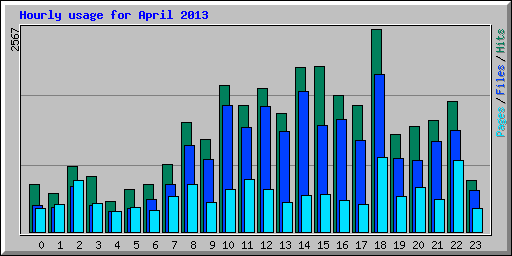 Hourly usage for April 2013
2567
Pages/Files/Hits
0 1 2 3 4 5 6 7 8 9 10 11 12 13 14 15 16 17 18 19 20 21 22 23